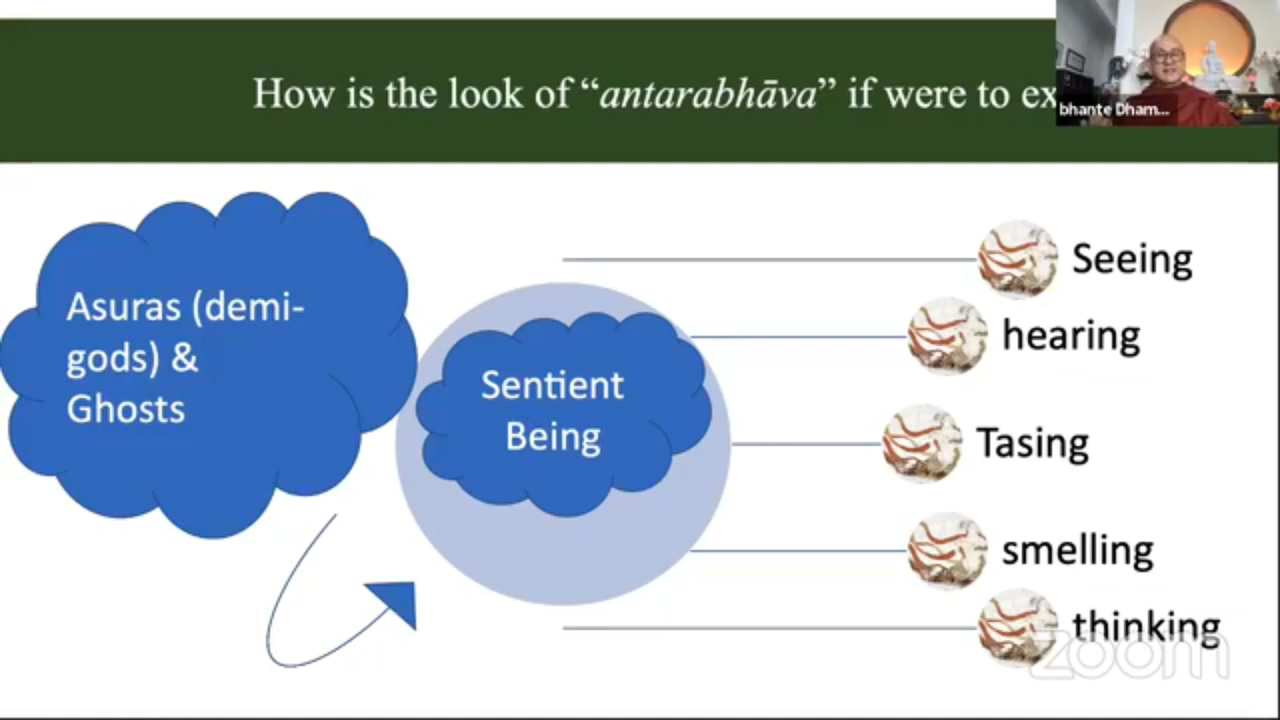 How is the look of “antarabhāva” if were to ex
bhante Dham...
Asuras (demi-
gods) &
Ghosts
Sentient
Being
Seeing
hearing
Tasing
smelling
thinking
zoom